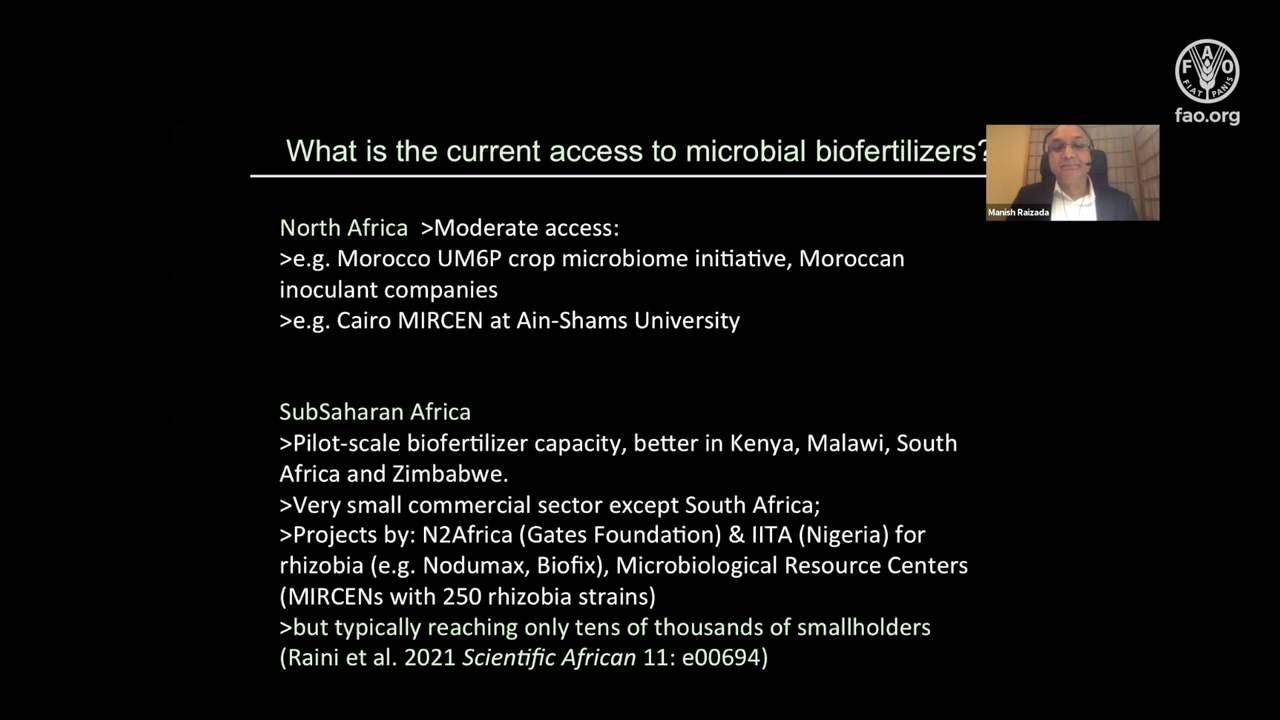 FAO
FIAT PANIS
fao.org
What is the current access to microbial biofertilizers?
Manish Raizada
North Africa >Moderate access:
>e.g. Morocco UM6P crop microbiome initiative, Moroccan
inoculant companies
>e.g. Cairo MIRCEN at Ain-Shams University
SubSaharan Africa
>Pilot-scale biofertilizer capacity, better in Kenya, Malawi, South
Africa and Zimbabwe.
>Very small commercial sector except South Africa;
>Projects by: N2Africa (Gates Foundation) & IITA (Nigeria) for
rhizobia (e.g. Nodumax, Biofix), Microbiological Resource Centers
(MIRCENs with 250 rhizobia strains)
>but typically reaching only tens of thousands of smallholders
(Raini et al. 2021 Scientific African 11: e00694)